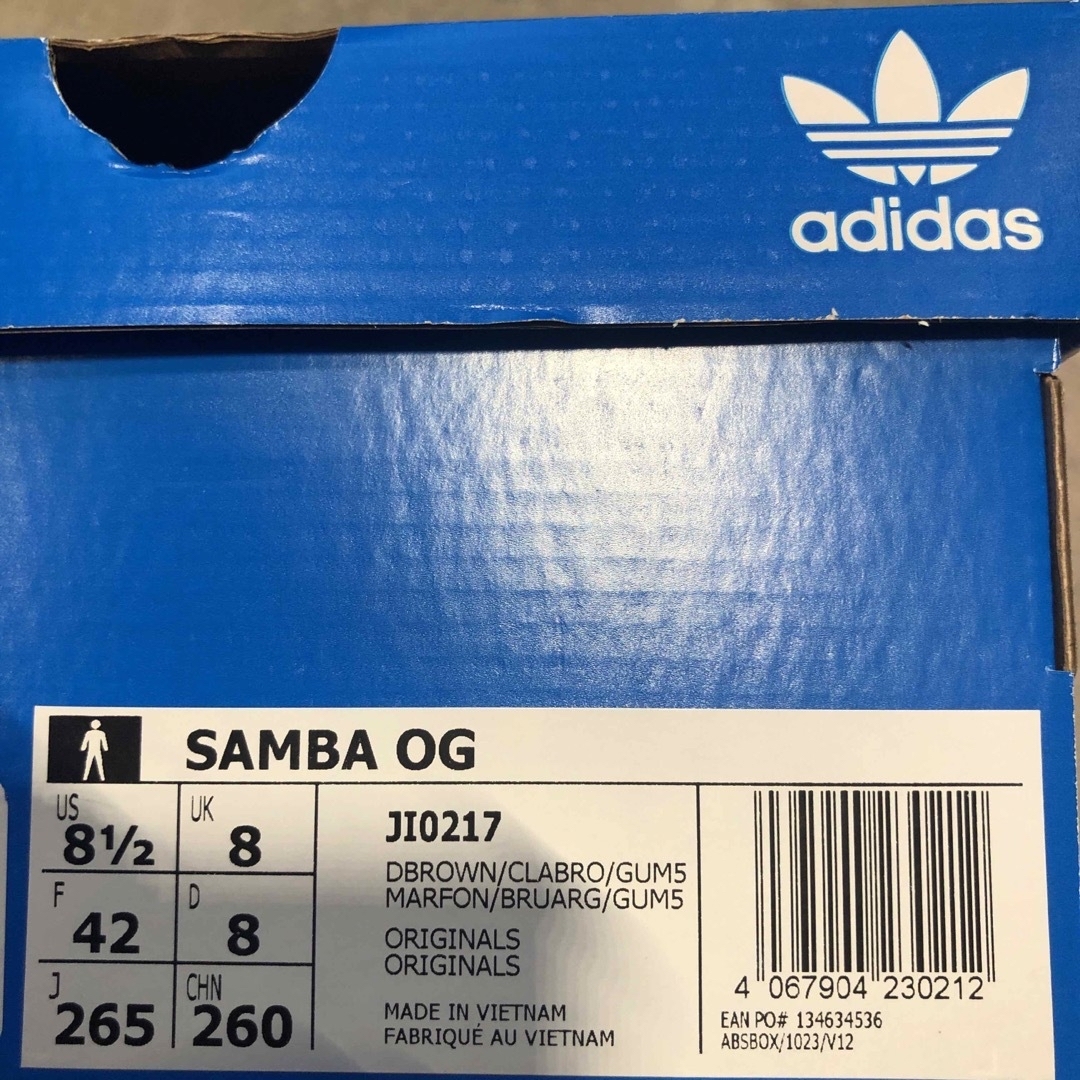 adidas
SAMBA OG
US 8½ UK 8
F 42 D 8
J 265 CHN 260
JI0217
DBROWN/CLABRO/GUM5
MARFON/BRUARG/GUM5
ORIGINALS
ORIGINALS
MADE IN VIETNAM
FABRIQUÉ AU VIETNAM
4 067904 230212
EAN PO# 134634536
ABSBOX/1023/V12